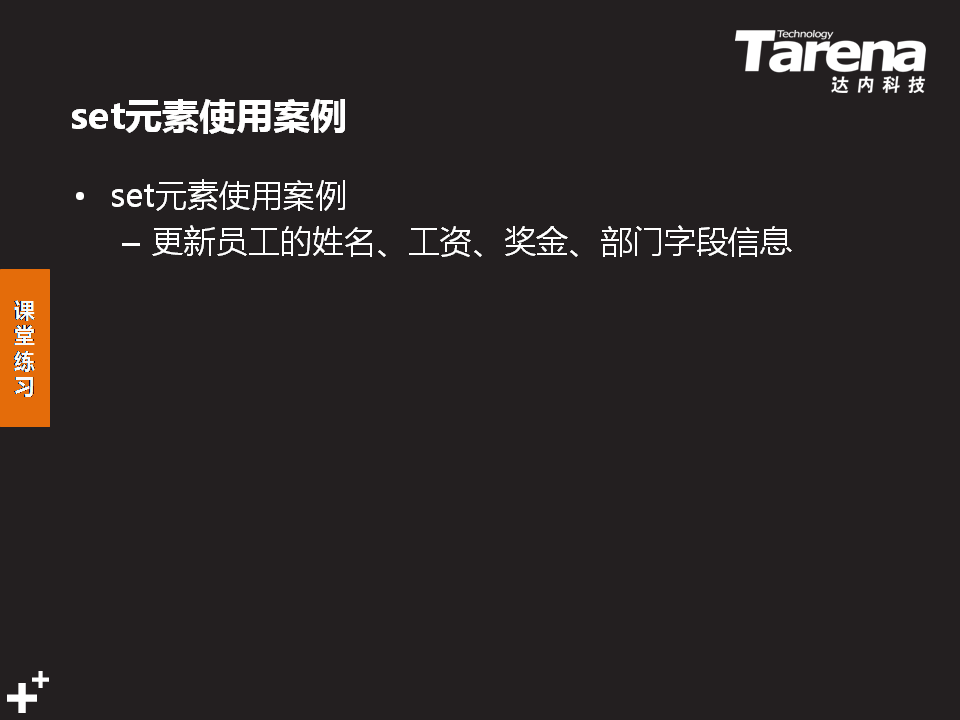 Technology
Tarena
达内科技
set元素使用案例
• set元素使用案例
– 更新员工的姓名、工资、奖金、部门字段信息
课
堂
练
习